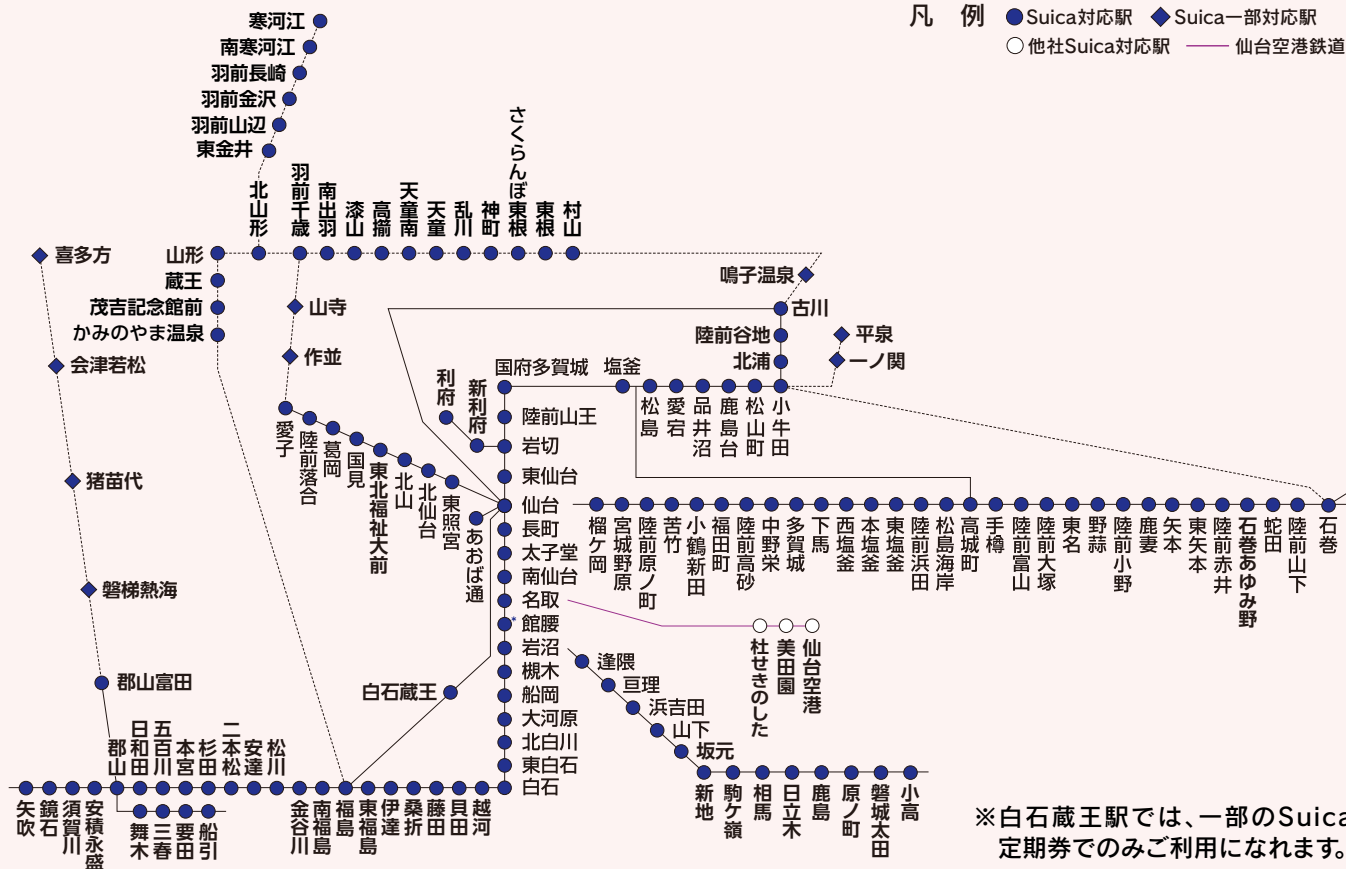 凡例
Suica対応駅
Suica一部対応駅
他社Suica対応駅
仙台空港鉄道
寒河江
南寒河江
羽前長崎
羽前金沢
羽前山辺
東金井
北山形
羽前千歳
南出羽
漆山
高擶
天童南
天童
乱川
神町
さくらんぼ東根
東根
村山
喜多方
会津若松
猪苗代
磐梯熱海
郡山富田
山形
蔵王
茂吉記念館前
かみのやま温泉
山寺
作並
愛子
陸前落合
葛岡
国見
東北福祉大前
北山
北仙台
東照宮
あおば通
利府
新利府
国府多賀城
塩釜
松島
愛宕
品井沼
鹿島台
松山町
小牛田
鳴子温泉
古川
陸前谷地
北浦
平泉
一ノ関
陸前山王
岩切
東仙台
仙台
長町
太子堂
南仙台
名取
*館腰
岩沼
槻木
船岡
大河原
北白川
東白石
白石
白石蔵王
榴ケ岡
宮城野原
陸前原ノ町
苦竹
小鶴新田
福田町
陸前高砂
中野栄
多賀城
下馬
西塩釜
本塩釜
東塩釜
陸前浜田
松島海岸
高城町
手樽
陸前富山
陸前大塚
東名
野蒜
陸前小野
鹿妻
矢本
東矢本
陸前赤井
石巻あゆみ野
蛇田
陸前山下
石巻
杜せきのした
美田園
仙台空港
逢隈
亘理
浜吉田
山下
坂元
新地
駒ケ嶺
相馬
日立木
鹿島
原ノ町
磐城太田
小高
郡山
日和田
五百川
本宮
杉田
二本松
安達
松川
矢吹
鏡石
須賀川
安積永盛
舞木
三春
要田
船引
金谷川
南福島
福島
東福島
伊達
桑折
藤田
貝田
越河
※白石蔵王駅では、一部のSuica
定期券でのみご利用になれます。